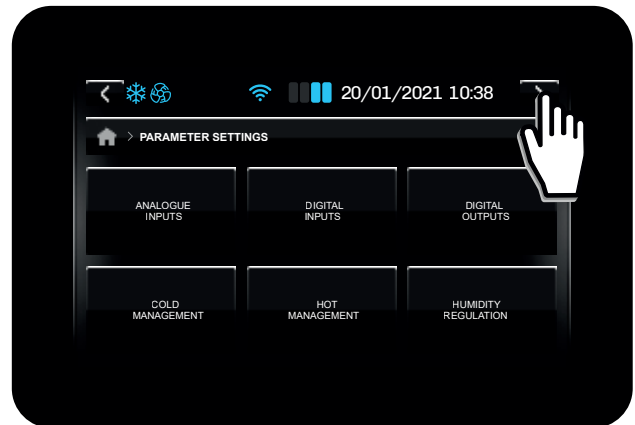 20/01/2021 10:38
> PARAMETER SETTINGS
ANALOGUE
INPUTS
DIGITAL
INPUTS
DIGITAL
OUTPUTS
COLD
MANAGEMENT
HOT
MANAGEMENT
HUMIDITY
REGULATION